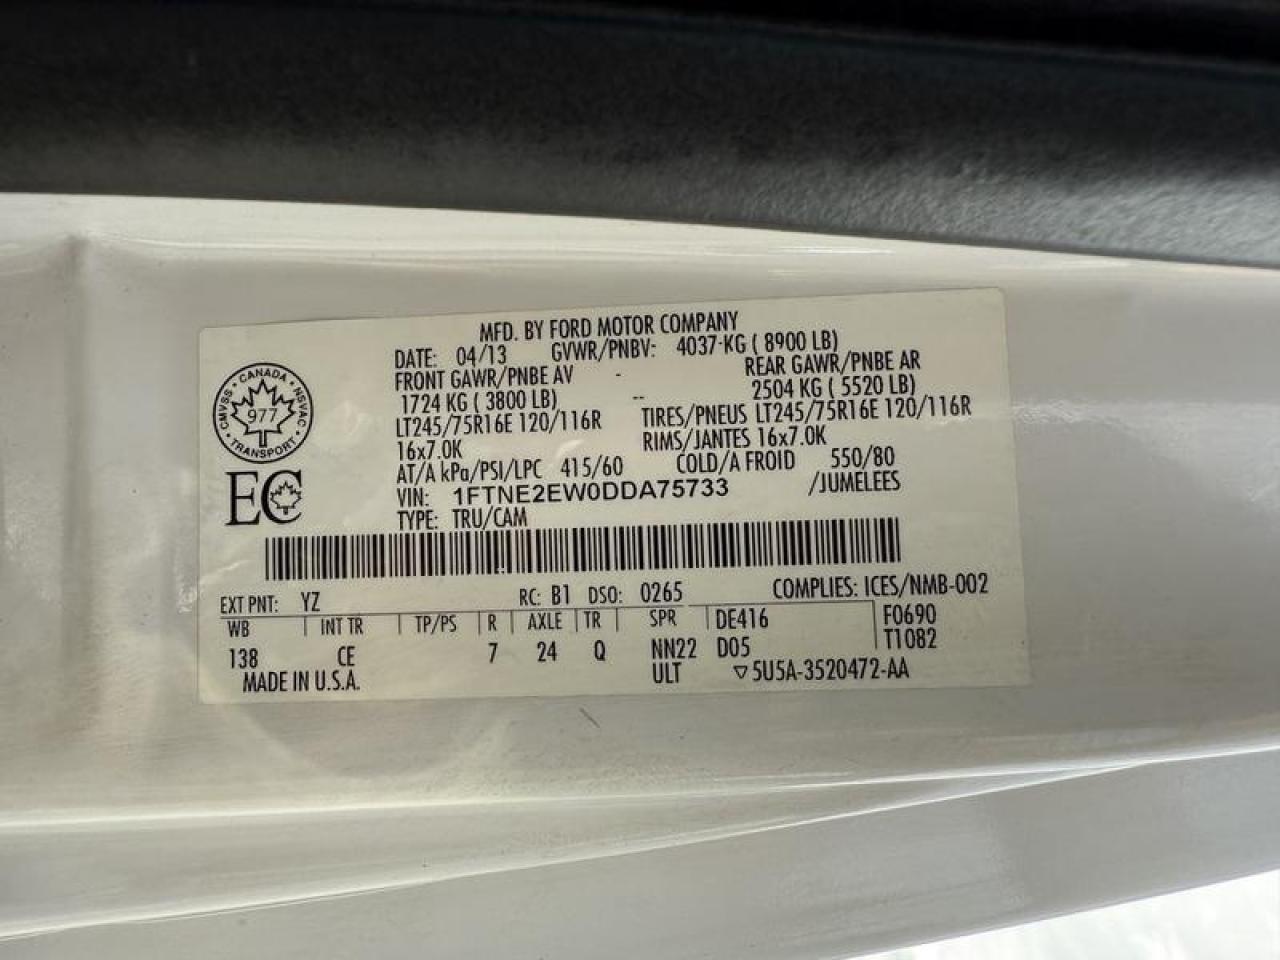 MFD. BY FORD MOTOR COMPANY
DATE: 04/13 GVWR/PNBV: 4037-KG ( 8900 LB)
FRONT GAWR/PNBE AV - REAR GAWR/PNBE AR
1724 KG ( 3800 LB) -- 2504 KG ( 5520 LB)
LT245/75R16E 120/116R TIRES/PNEUS LT245/75R16E 120/116R
16x7.0K RIMS/JANTES 16x7.0K
AT/A kPa/PSI/LPC 415/60 COLD/A FROID 550/80
VIN: 1FTNE2EW0DDA75733 /JUMELEES
TYPE: TRU/CAM
CMVSS • CANADA • NSVAC • TRANSPORT •
977
EC
EXT PNT: YZ RC: B1 DSO: 0265 COMPLIES: ICES/NMB-002
WB INT TR TP/PS R AXLE TR SPR DE416 F0690
T1082
138 CE 7 24 Q NN22 D05
MADE IN U.S.A. ULT ▽5U5A-3520472-AA